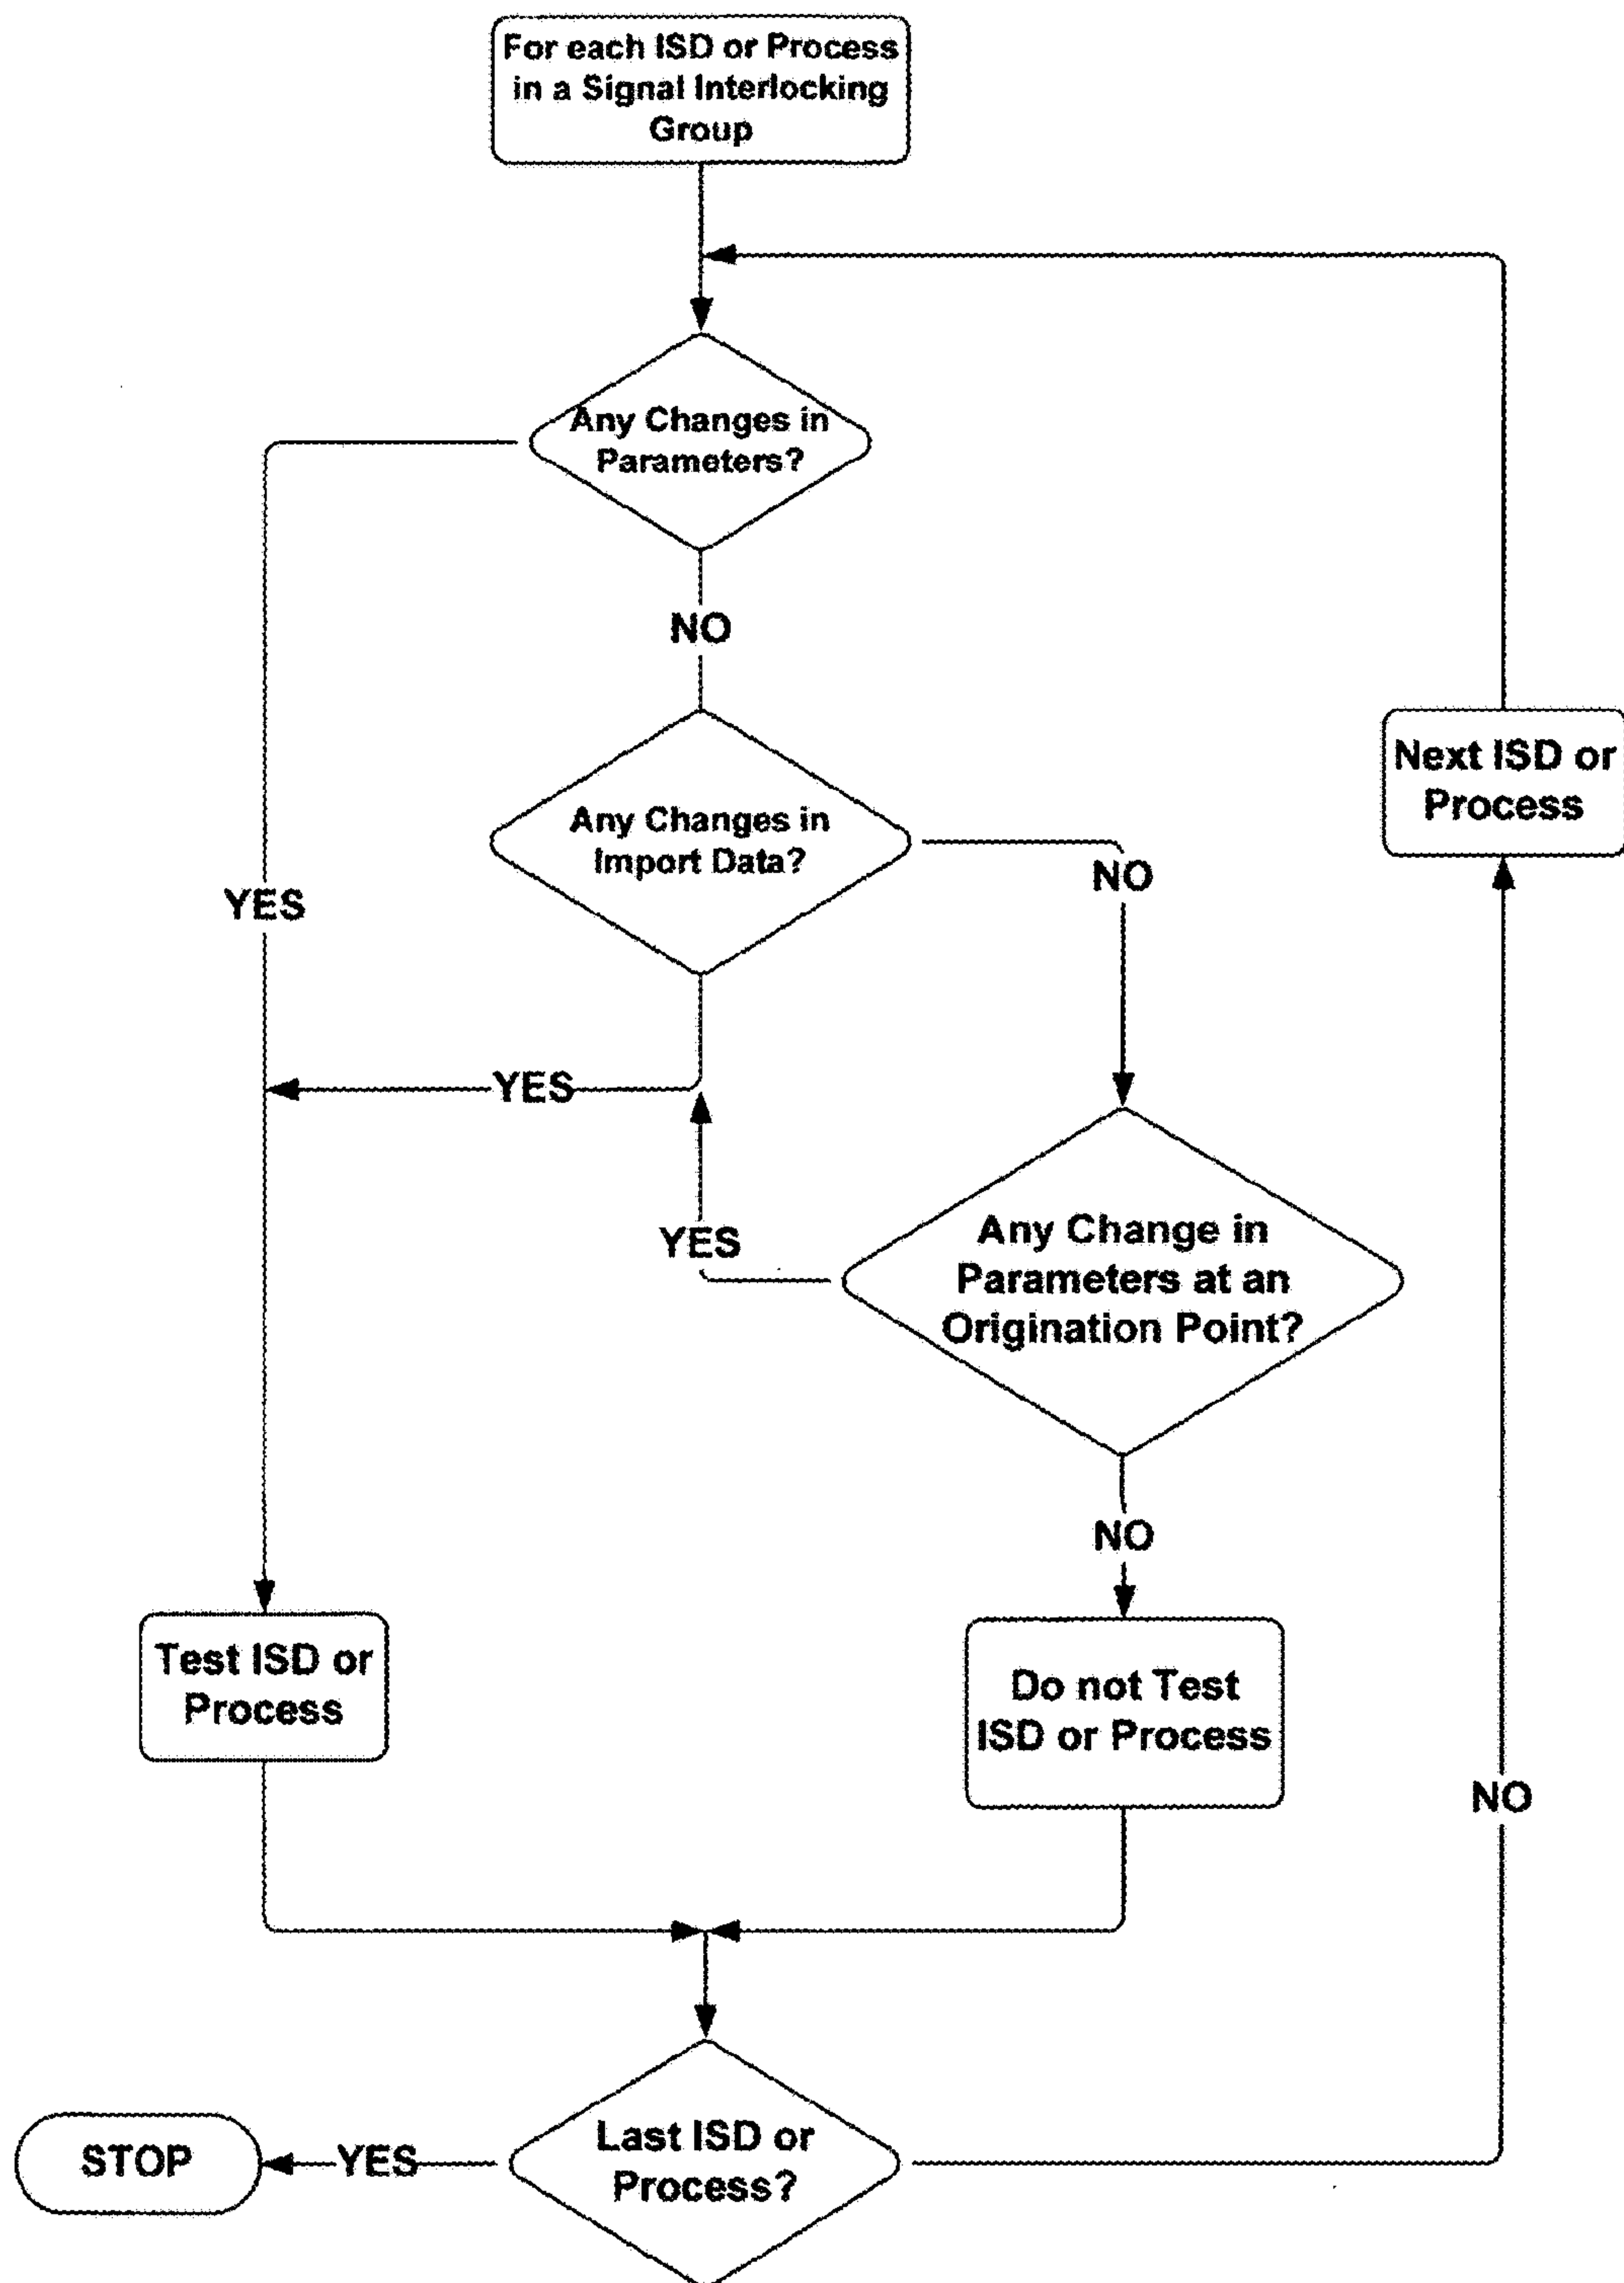 For each ISD or Process
in a Signal Interlocking
Group
Any Changes in
Parameters?
NO
Any Changes in
Import Data?
NO
Next ISD or
Process
YES
YES
YES
Any Change in
Parameters at an
Origination Point?
NO
Test ISD or
Process
Do not Test
ISD or Process
NO
Last ISD or
Process?
YES
STOP